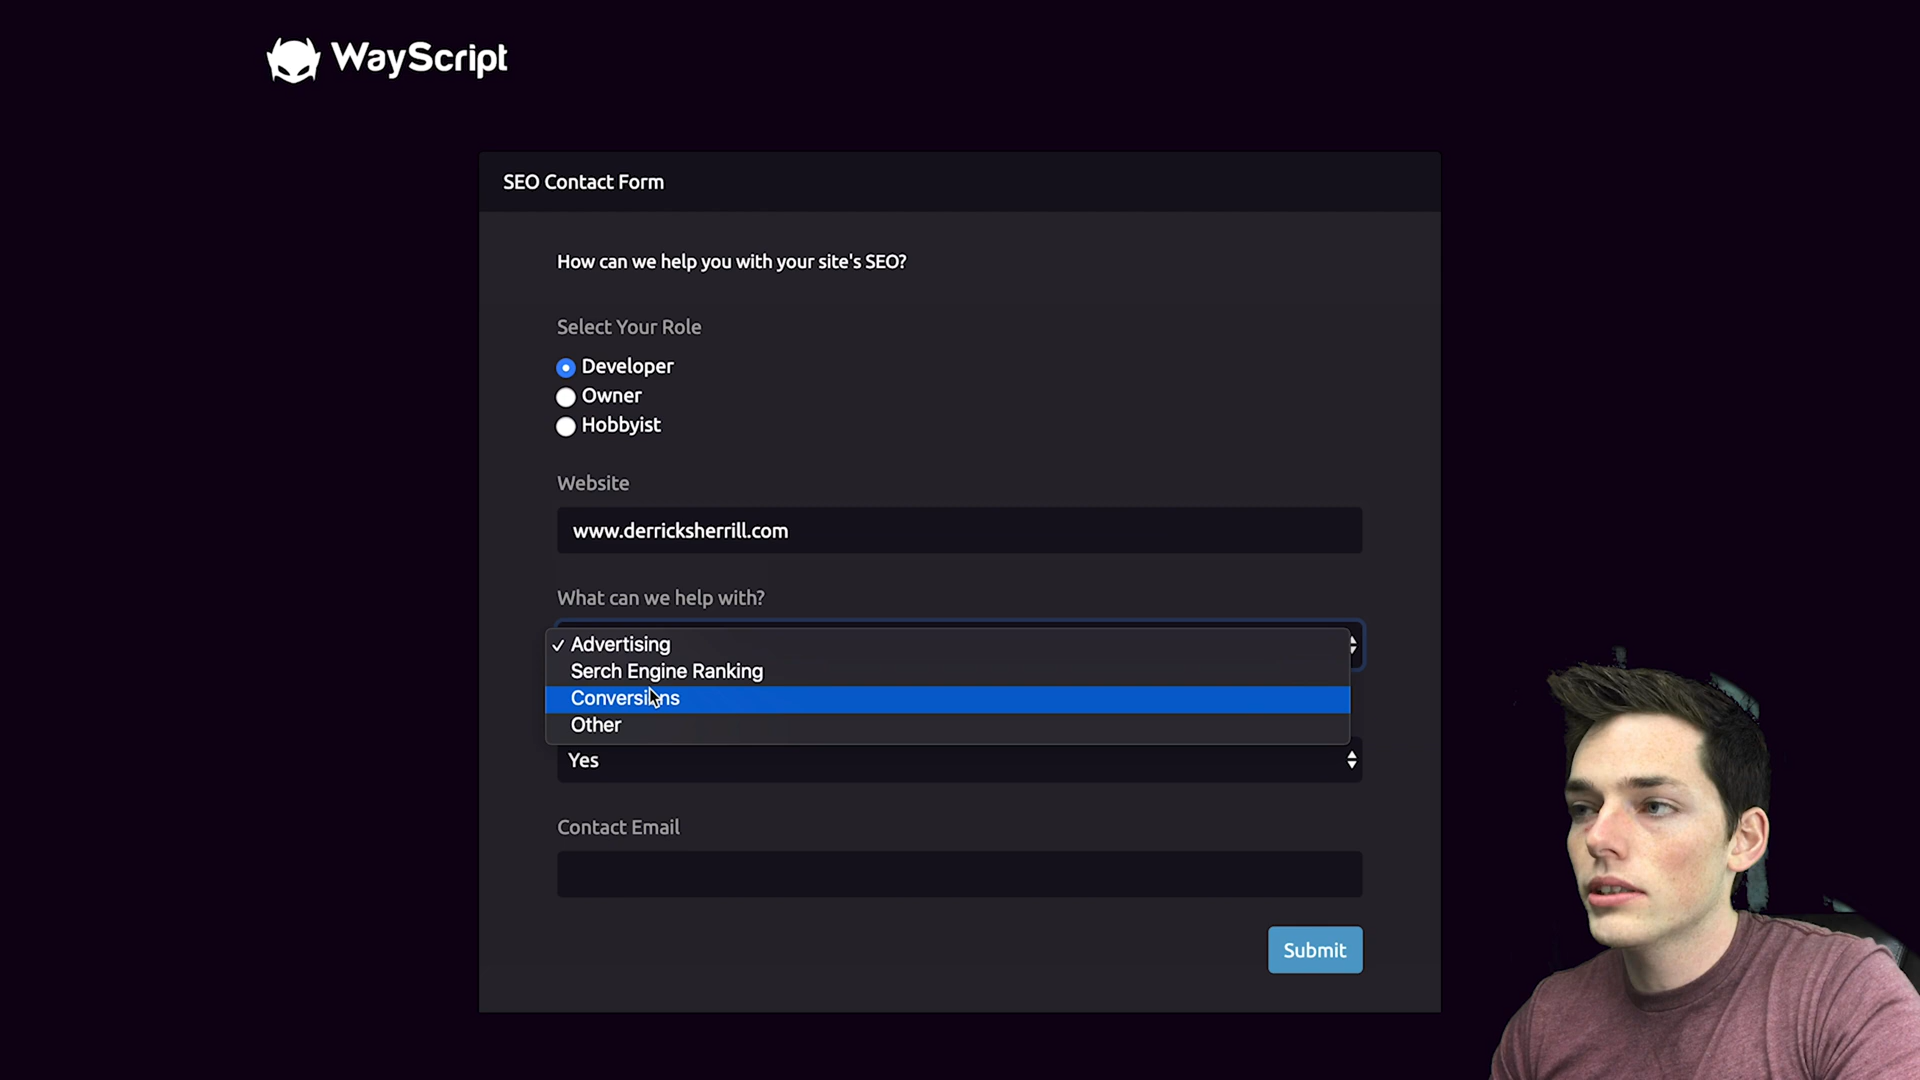 WayScript
SEO Contact Form
How can we help you with your site's SEO?
Select Your Role
Developer
Owner
Hobbyist
Website
www.derricksherrill.com
What can we help with?
Advertising
Serch Engine Ranking
Conversions
Other
Yes
Contact Email
Submit